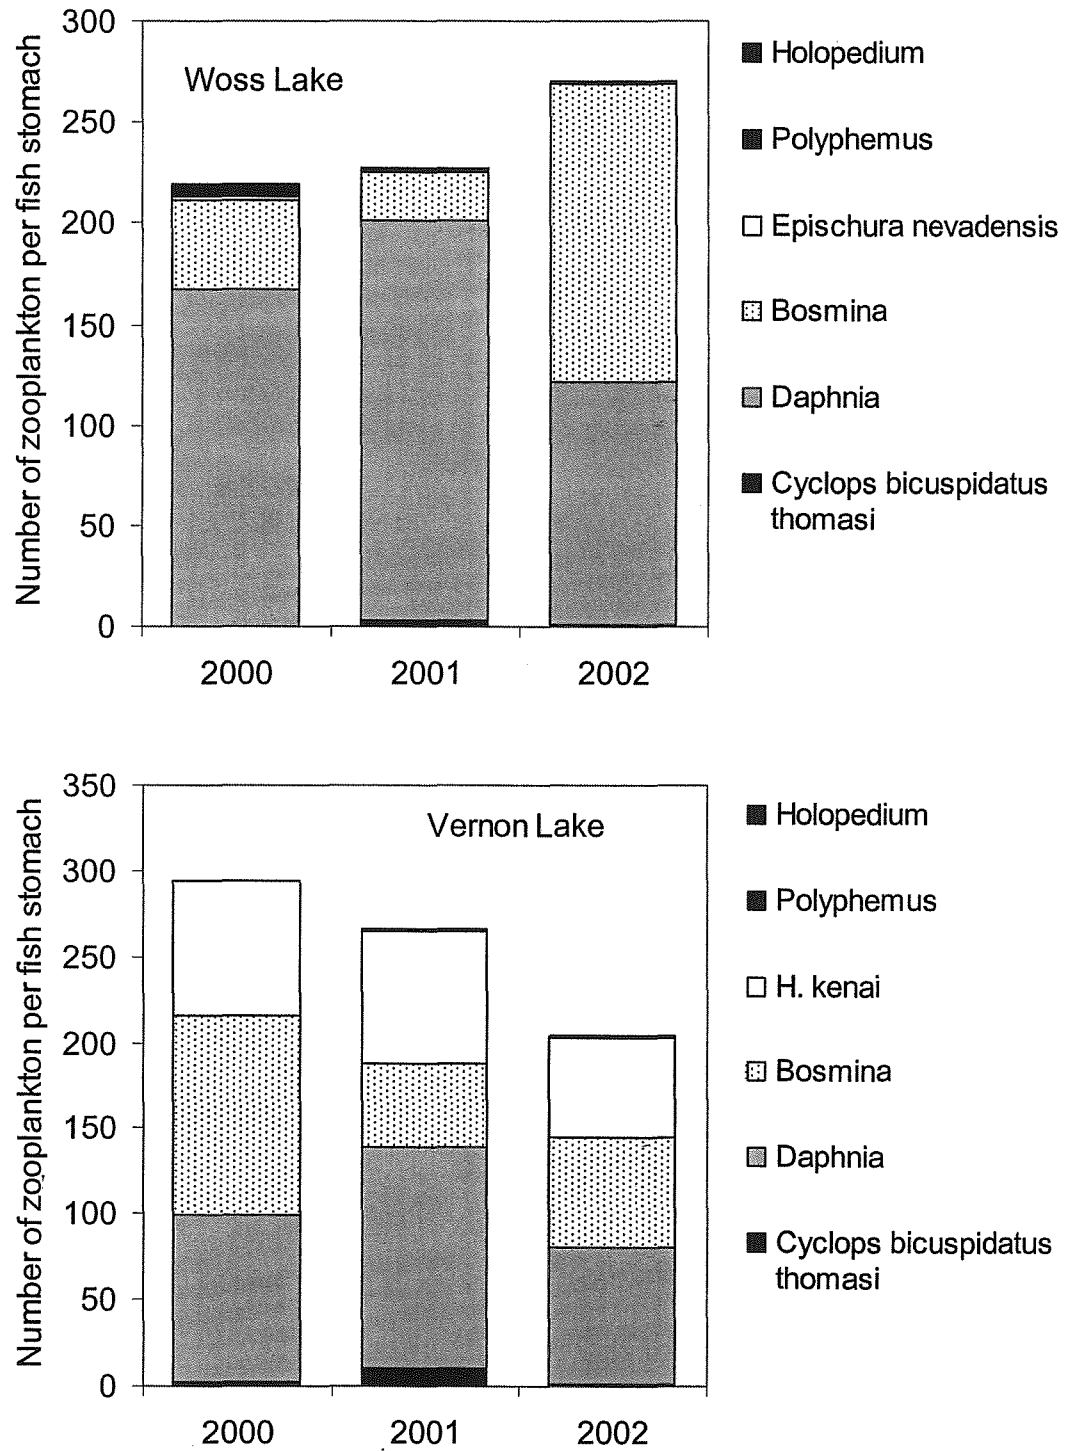 Number of zooplankton per fish stomach
300
250
200
150
100
50
0
Woss Lake
2000
2001
2002
Holopedium
Polyphemus
Epischura nevadensis
Bosmina
Daphnia
Cyclops bicuspidatus
thomasi
Number of zooplankton per fish stomach
350
300
250
200
150
100
50
0
Vernon Lake
2000
2001
2002
Holopedium
Polyphemus
H. kenai
Bosmina
Daphnia
Cyclops bicuspidatus
thomasi